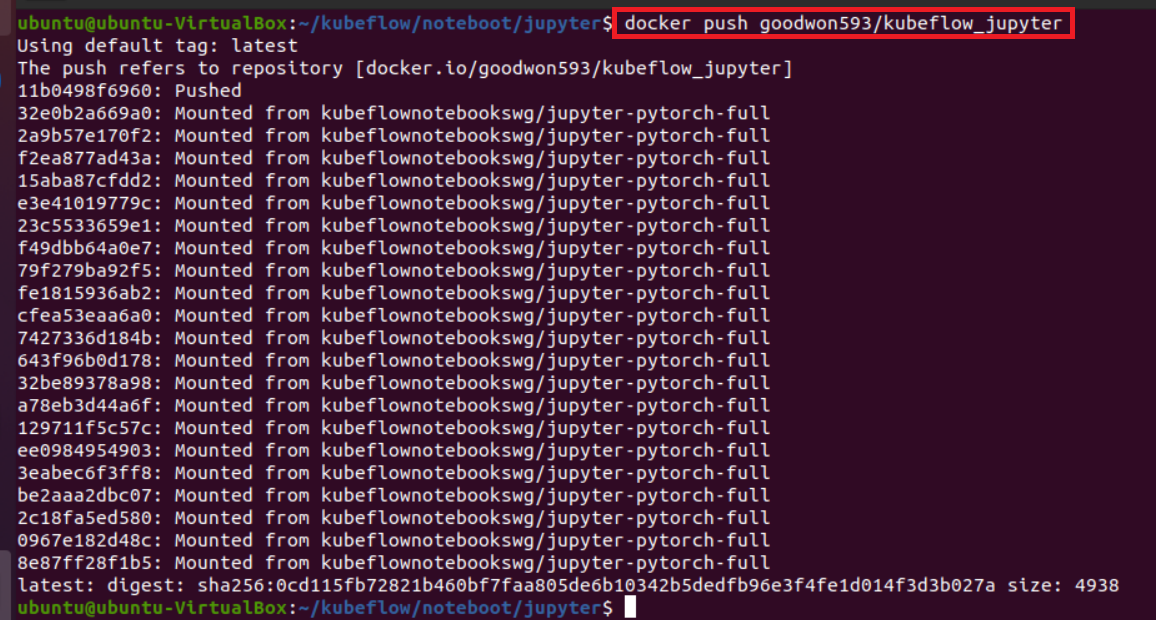 ubuntu@ubuntu-VirtualBox:~/kubeflow/noteboot/jupyter$ docker push goodwon593/kubeflow_jupyter
Using default tag: latest
The push refers to repository [docker.io/goodwon593/kubeflow_jupyter]
11b0498f6960: Pushed
32e0b2a669a0: Mounted from kubeflownotebookswg/jupyter-pytorch-full
2a9b57e170f2: Mounted from kubeflownotebookswg/jupyter-pytorch-full
f2ea877ad43a: Mounted from kubeflownotebookswg/jupyter-pytorch-full
15aba87cfdd2: Mounted from kubeflownotebookswg/jupyter-pytorch-full
e3e41019779c: Mounted from kubeflownotebookswg/jupyter-pytorch-full
23c5533659e1: Mounted from kubeflownotebookswg/jupyter-pytorch-full
f49dbb64a0e7: Mounted from kubeflownotebookswg/jupyter-pytorch-full
79f279ba92f5: Mounted from kubeflownotebookswg/jupyter-pytorch-full
fe1815936ab2: Mounted from kubeflownotebookswg/jupyter-pytorch-full
cfea53eaa6a0: Mounted from kubeflownotebookswg/jupyter-pytorch-full
7427336d184b: Mounted from kubeflownotebookswg/jupyter-pytorch-full
643f96b0d178: Mounted from kubeflownotebookswg/jupyter-pytorch-full
32be89378a98: Mounted from kubeflownotebookswg/jupyter-pytorch-full
a78eb3d44a6f: Mounted from kubeflownotebookswg/jupyter-pytorch-full
129711f5c57c: Mounted from kubeflownotebookswg/jupyter-pytorch-full
ee0984954903: Mounted from kubeflownotebookswg/jupyter-pytorch-full
3eabec6f3ff8: Mounted from kubeflownotebookswg/jupyter-pytorch-full
be2aaa2dbc07: Mounted from kubeflownotebookswg/jupyter-pytorch-full
2c18fa5ed580: Mounted from kubeflownotebookswg/jupyter-pytorch-full
0967e182d48c: Mounted from kubeflownotebookswg/jupyter-pytorch-full
8e87ff28f1b5: Mounted from kubeflownotebookswg/jupyter-pytorch-full
latest: digest: sha256:0cd115fb72821b460bf7faa805de6b10342b5dedfb96e3f4fe1d014f3d3b027a size: 4938
ubuntu@ubuntu-VirtualBox:~/kubeflow/noteboot/jupyter$